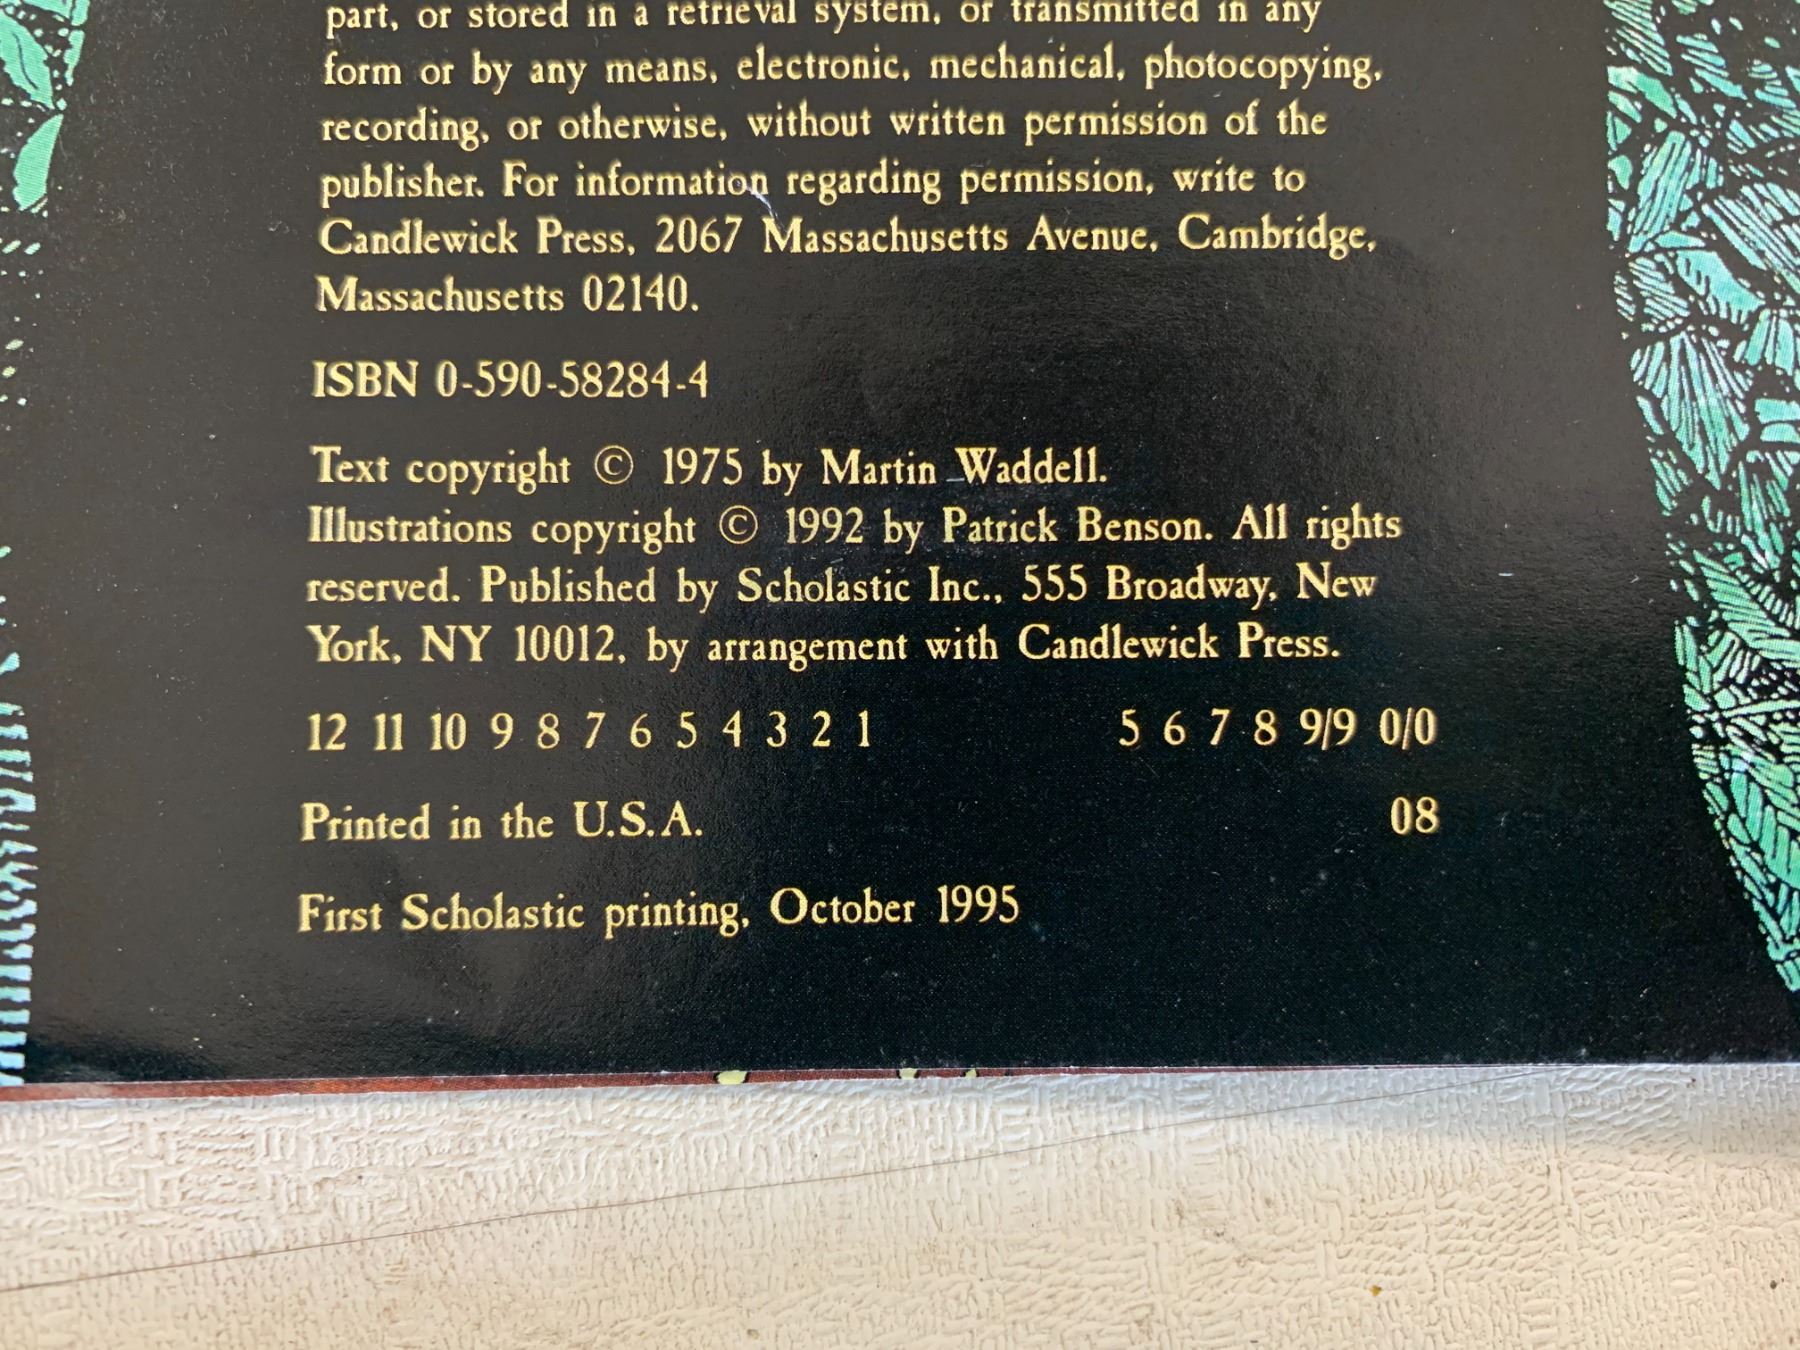 part, or stored in a retrieval system, or transmitted in any
form or by any means, electronic, mechanical, photocopying,
recording, or otherwise, without written permission of the
publisher. For information regarding permission, write to
Candlewick Press, 2067 Massachusetts Avenue, Cambridge,
Massachusetts 02140.
ISBN 0-590-58284-4
Text copyright © 1975 by Martin Waddell.
Illustrations copyright © 1992 by Patrick Benson. All rights
reserved. Published by Scholastic Inc., 555 Broadway, New
York, NY 10012, by arrangement with Candlewick Press.
12 11 10 9 8 7 6 5 4 3 2 1 5 6 7 8 9/9 0/0
Printed in the U.S.A. 08
First Scholastic printing, October 1995